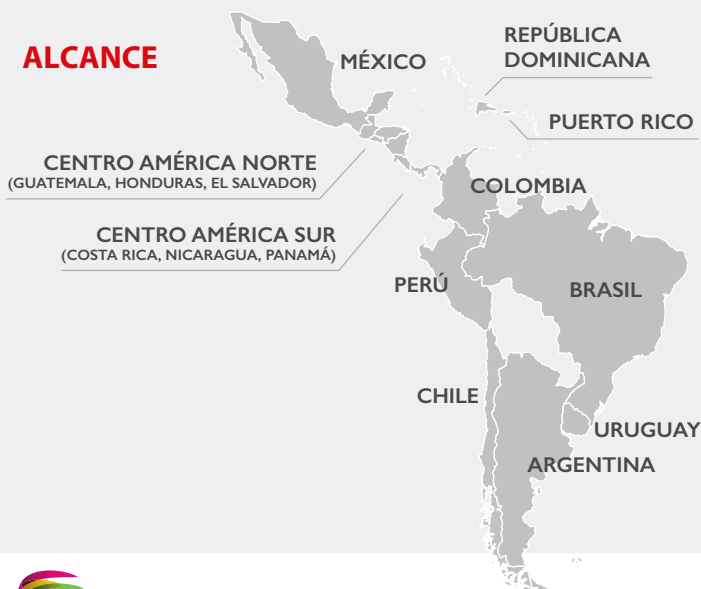 ALCANCE
MÉXICO
REPÚBLICA
DOMINICANA
PUERTO RICO
CENTRO AMÉRICA NORTE
(GUATEMALA, HONDURAS, EL SALVADOR)
COLOMBIA
CENTRO AMÉRICA SUR
(COSTA RICA, NICARAGUA, PANAMÁ)
PERÚ
BRASIL
CHILE
URUGUAY
ARGENTINA